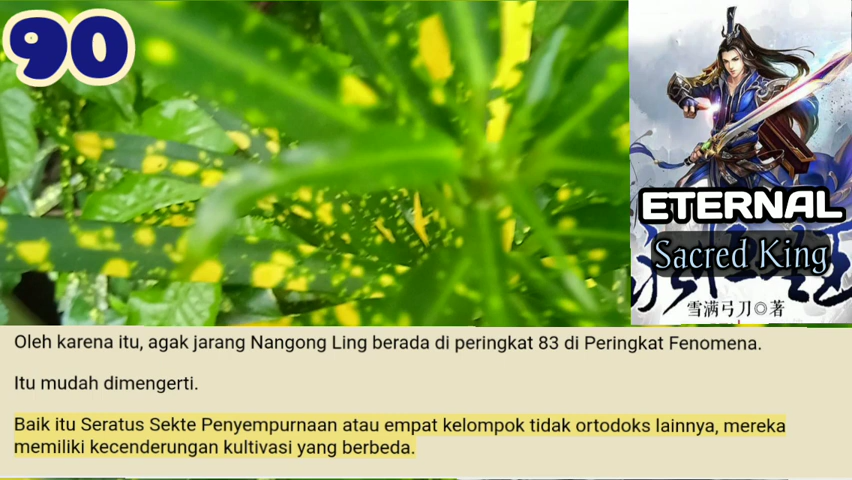 90
ETERNAL
Sacred King
雪满弓刀◎著
Oleh karena itu, agak jarang Nangong Ling berada di peringkat 83 di Peringkat Fenomena.
Itu mudah dimengerti.
Baik itu Seratus Sekte Penyempurnaan atau empat kelompok tidak ortodoks lainnya, mereka
memiliki kecenderungan kultivasi yang berbeda.